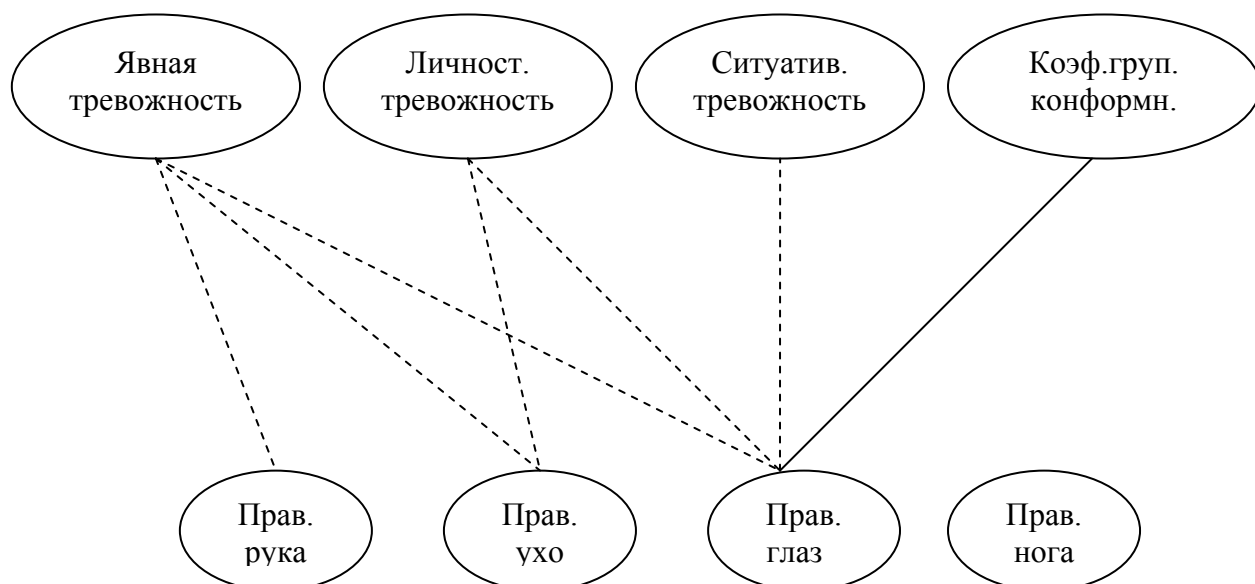 Явная
тревожность
Личност.
тревожность
Ситуатив.
тревожность
Коэф.груп.
конформн.
Прав.
рука
Прав.
ухо
Прав.
глаз
Прав.
нога